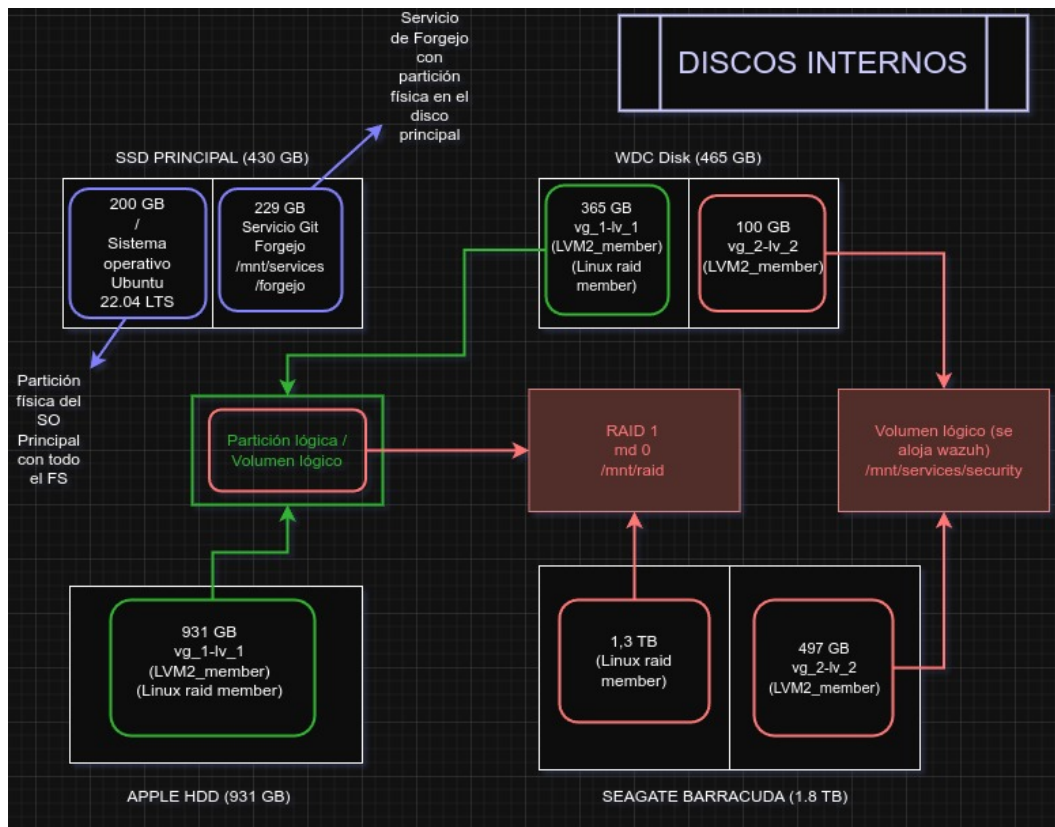 Servicio
de Forgejo
con
partición
física en el
disco
principal
DISCOS INTERNOS
SSD PRINCIPAL (430 GB)
200 GB
/
Sistema
operativo
Ubuntu
22.04 LTS
229 GB
Servicio Git
Forgejo
/mnt/services
/forgejo
WDC Disk (465 GB)
365 GB
vg_1-lv_1
(LVM2_member)
(Linux raid
member)
100 GB
vg_2-lv_2
(LVM2_member)
Partición
física del
SO
Principal
con todo
el FS
Partición lógica /
Volumen lógico
RAID 1
md 0
/mnt/raid
Volumen lógico (se
aloja wazuh)
/mnt/services/security
931 GB
vg_1-lv_1
(LVM2_member)
(Linux raid member)
APPLE HDD (931 GB)
1,3 TB
(Linux raid
member)
497 GB
vg_2-lv_2
(LVM2_member)
SEAGATE BARRACUDA (1.8 TB)